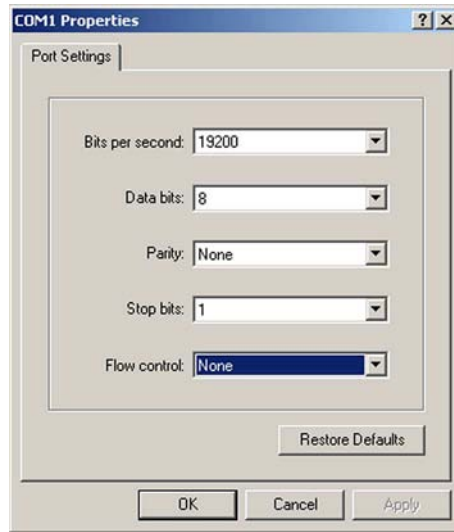 COM1 Properties
Port Settings
Bits per second: 19200
Data bits: 8
Parity: None
Stop bits: 1
Flow control: None
Restore Defaults
OK Cancel Apply